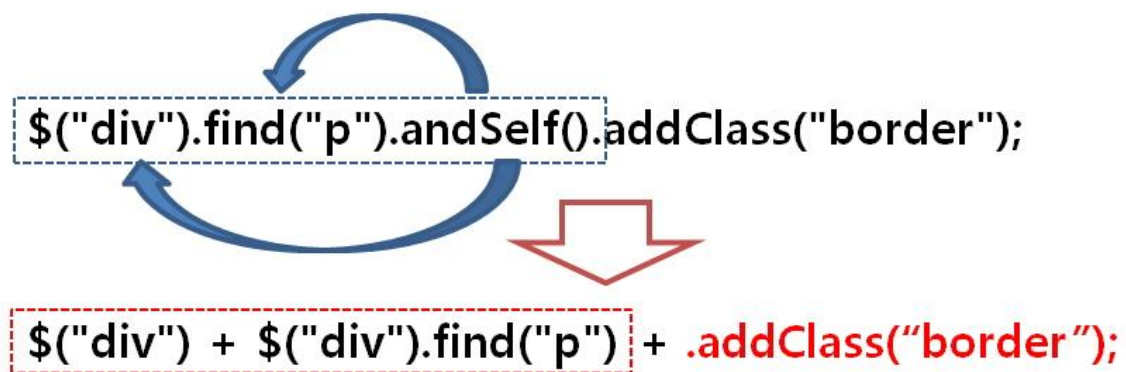 $("div").find("p").andSelf().addClass("border");
$("div") + $("div").find("p") + .addClass(“border”);